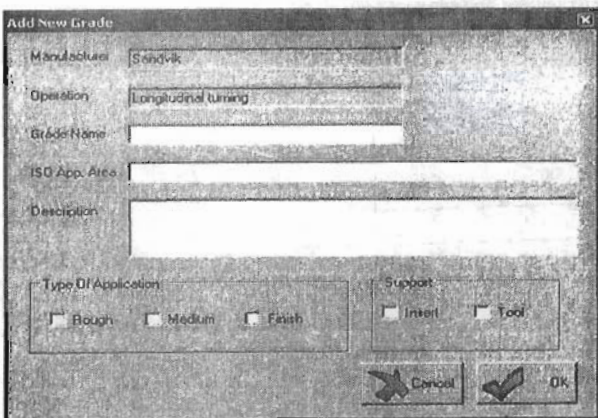 Add New Grade
Manufacturer Sandvik
Operation Longitudinal turning
Grade Name
ISO App. Area
Description
Type Of Application
Rough Medium Finish
Support
Insert Tool
Cancel OK